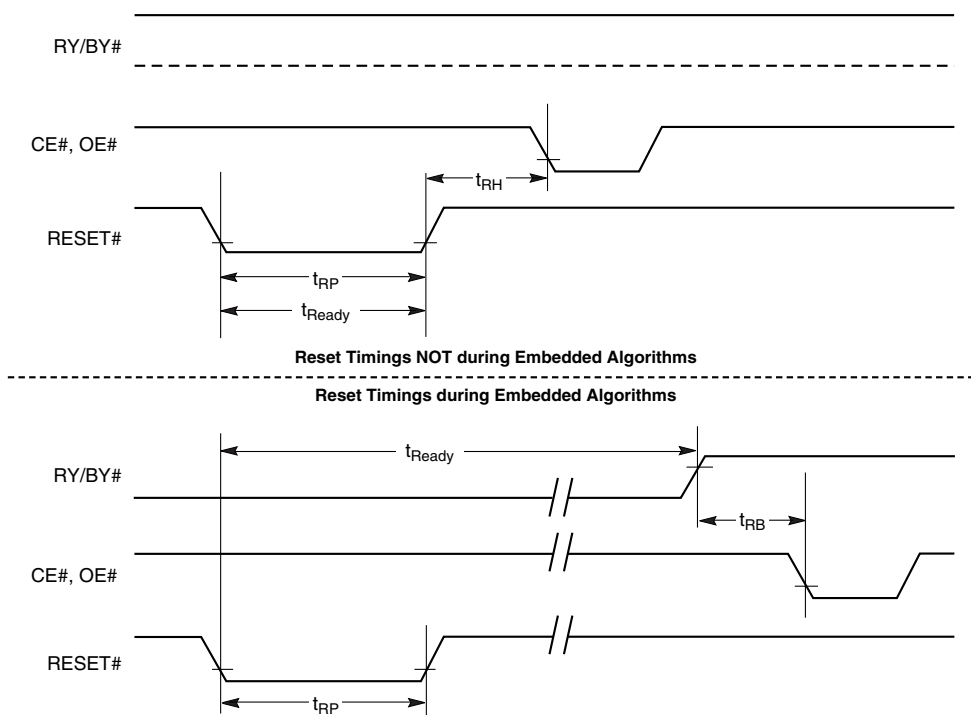 RY/BY#
CE#, OE#
tRH
RESET#
tRP
tReady
Reset Timings NOT during Embedded Algorithms
Reset Timings during Embedded Algorithms
tReady
RY/BY#
tRB
CE#, OE#
RESET#
tRP